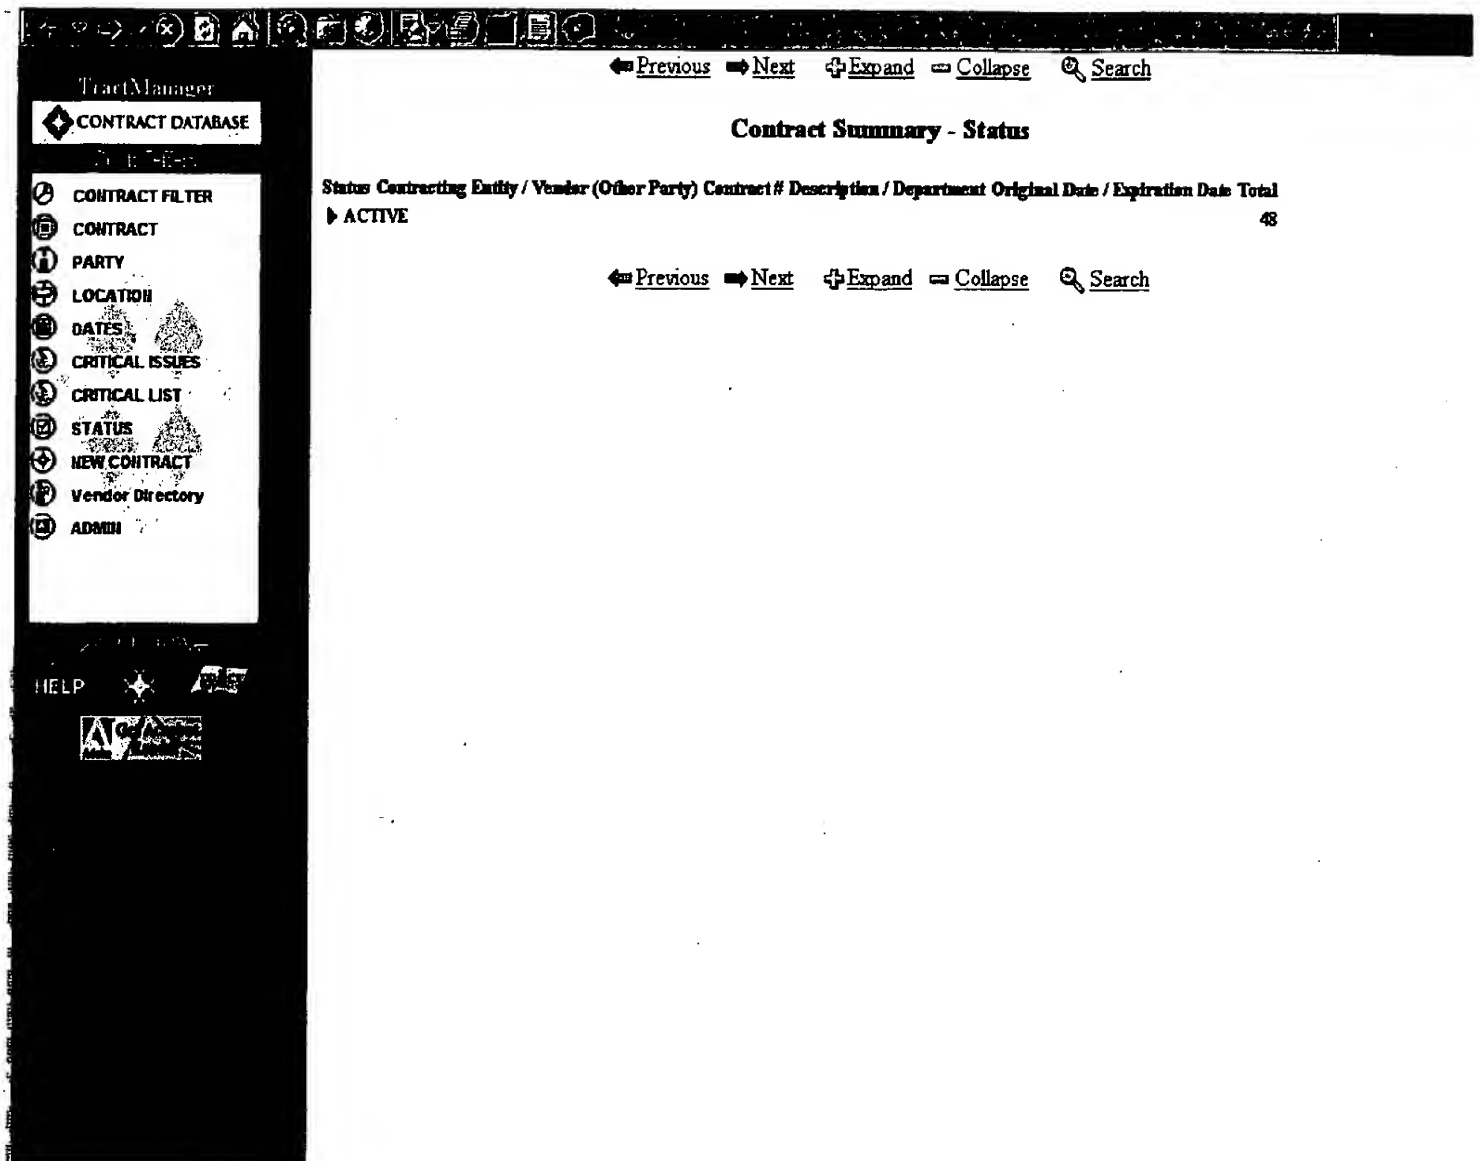 Previous Next Expand Collapse Search
TractManager
CONTRACT DATABASE
Contract Summary - Status
CONTRACT FILTER
CONTRACT
PARTY
LOCATION
DATES
CRITICAL ISSUES
CRITICAL LIST
STATUS
NEW CONTRACT
Vendor Directory
ADMIN
HELP
Status Contracting Entity / Vendor (Other Party) Contract # Description / Department Original Date / Expiration Date Total
ACTIVE 48
Previous Next Expand Collapse Search